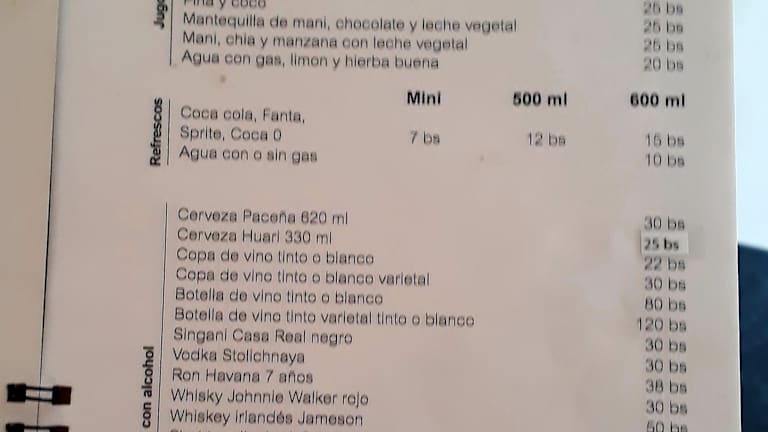 Piña y coco 25 bs
Jugo
Mantequilla de mani, chocolate y leche vegetal 25 bs
Mani, chia y manzana con leche vegetal 25 bs
Agua con gas, limon y hierba buena 20 bs
Mini 500 ml 600 ml
Refrescos
Coca cola, Fanta,
Sprite, Coca 0 7 bs 12 bs 15 bs
Agua con o sin gas 10 bs
con alcohol
Cerveza Paceña 620 ml 30 bs
Cerveza Huari 330 ml 25 bs
Copa de vino tinto o blanco 22 bs
Copa de vino tinto o blanco varietal 30 bs
Botella de vino tinto o blanco 80 bs
Botella de vino tinto varietal tinto o blanco 120 bs
Singani Casa Real negro 30 bs
Vodka Stolichnaya 30 bs
Ron Havana 7 años 38 bs
Whisky Johnnie Walker rojo 30 bs
Whiskey irlandés Jameson 50 bs